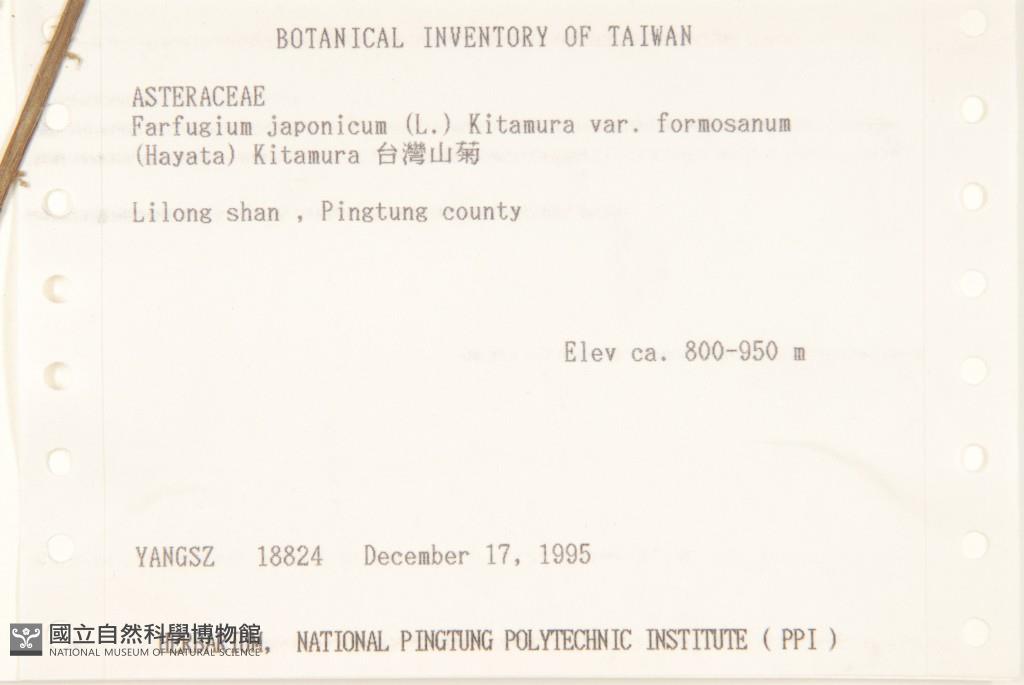 BOTANICAL INVENTORY OF TAIWAN
ASTERACEAE
Farfugium japonicum (L.) Kitamura var. formosanum
(Hayata) Kitamura 台灣山菊
Lilong shan , Pingtung county
Elev ca. 800-950 m
YANGSZ 18824 December 17, 1995
HERBARIUM, NATIONAL PINGTUNG POLYTECHNIC INSTITUTE ( PPI )
國立自然科學博物館
NATIONAL MUSEUM OF NATURAL SCIENCE